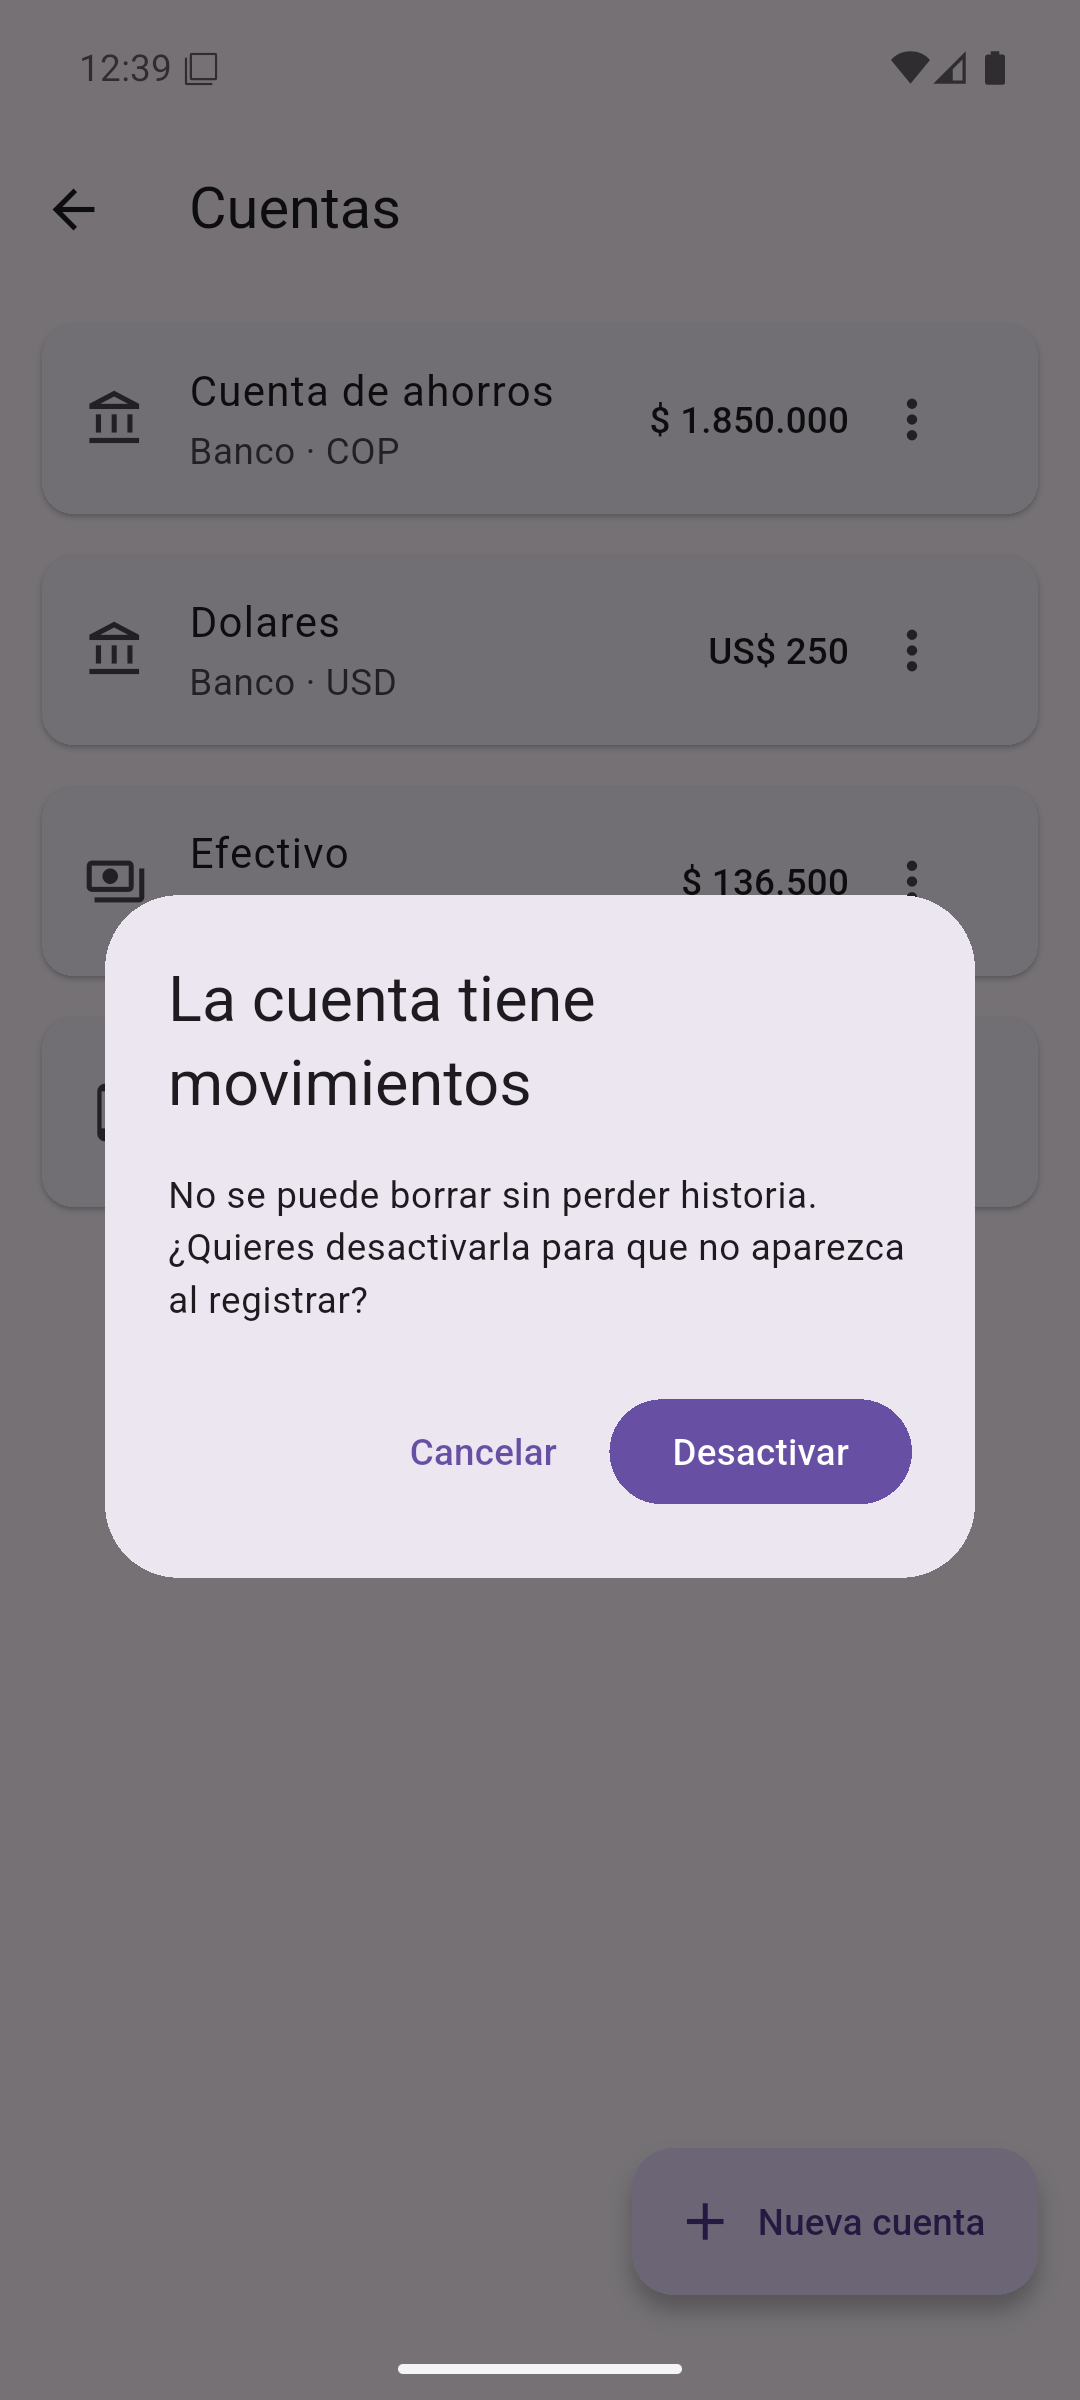 12:39
Cuentas
Cuenta de ahorros
$ 1.850.000
Banco · COP
Dolares
US$ 250
Banco · USD
Efectivo
$ 136.500
La cuenta tiene
movimientos
No se puede borrar sin perder historia.
¿Quieres desactivarla para que no aparezca
al registrar?
Cancelar
Desactivar
Nueva cuenta